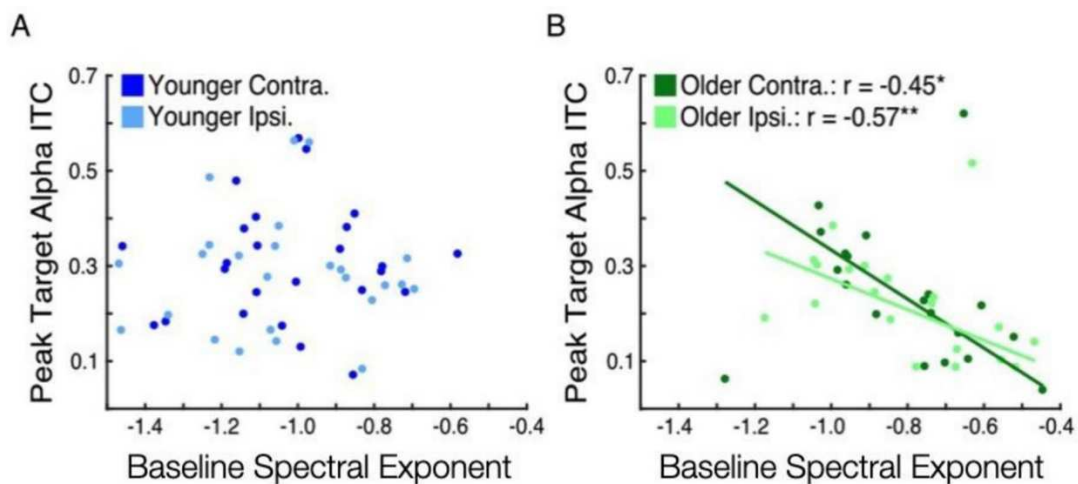 A
Peak Target Alpha ITC
0.7
0.5
0.3
0.1
Younger Contra.
Younger Ipsi.
-1.4 -1.2 -1.0 -0.8 -0.6 -0.4
Baseline Spectral Exponent
B
Peak Target Alpha ITC
0.7
0.5
0.3
0.1
Older Contra.: r = -0.45*
Older Ipsi.: r = -0.57**
-1.4 -1.2 -1.0 -0.8 -0.6 -0.4
Baseline Spectral Exponent